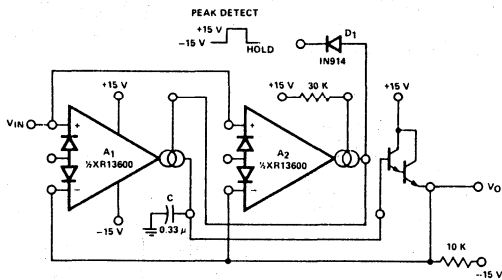 PEAK DETECT
+15 V
−15 V
HOLD
D1
IN914
+15 V
+15 V
30 K
+15 V
VIN
+
A1
½XR13600
−
+
A2
½XR13600
−
C
0.33 μ
−15 V
VO
10 K
−15 V